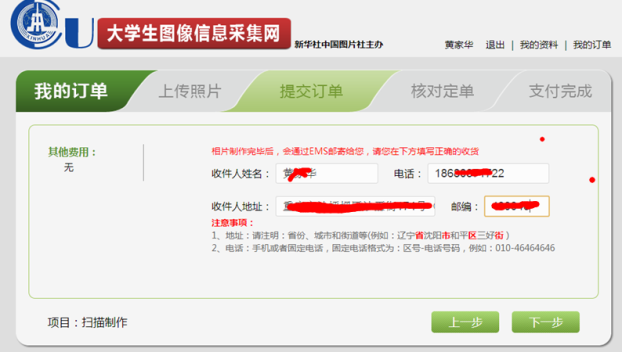 XINHUA
U 大学生图像信息采集网
新华社中国图片社主办
黄家华 退出 | 我的资料 | 我的订单
我的订单 上传照片 提交订单 核对定单 支付完成
其他费用：
无
相片制作完毕后，会通过EMS邮寄给您，请您在下方填写正确的收货
收件人姓名： 电话：
收件人地址： 邮编：
注意事项：
1、地址：请注明：省份、城市和街道等(例如：辽宁省沈阳市和平区三好街 )
2、电话：手机或者固定电话，固定电话格式为：区号-电话号码，例如：010-46464646
项目：扫描制作
上一步 下一步